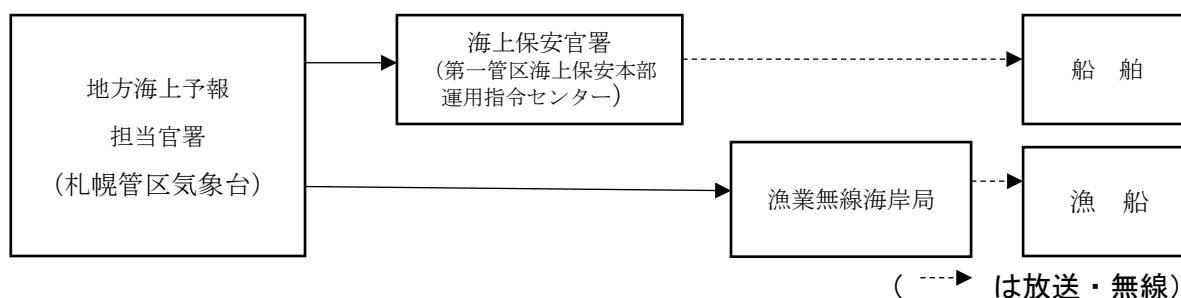 地方海上予報
担当官署
(札幌管区気象台)
海上保安官署
(第一管区海上保安本部
運用指令センター)
船　舶
漁業無線海岸局
漁　船
(　は放送・無線)